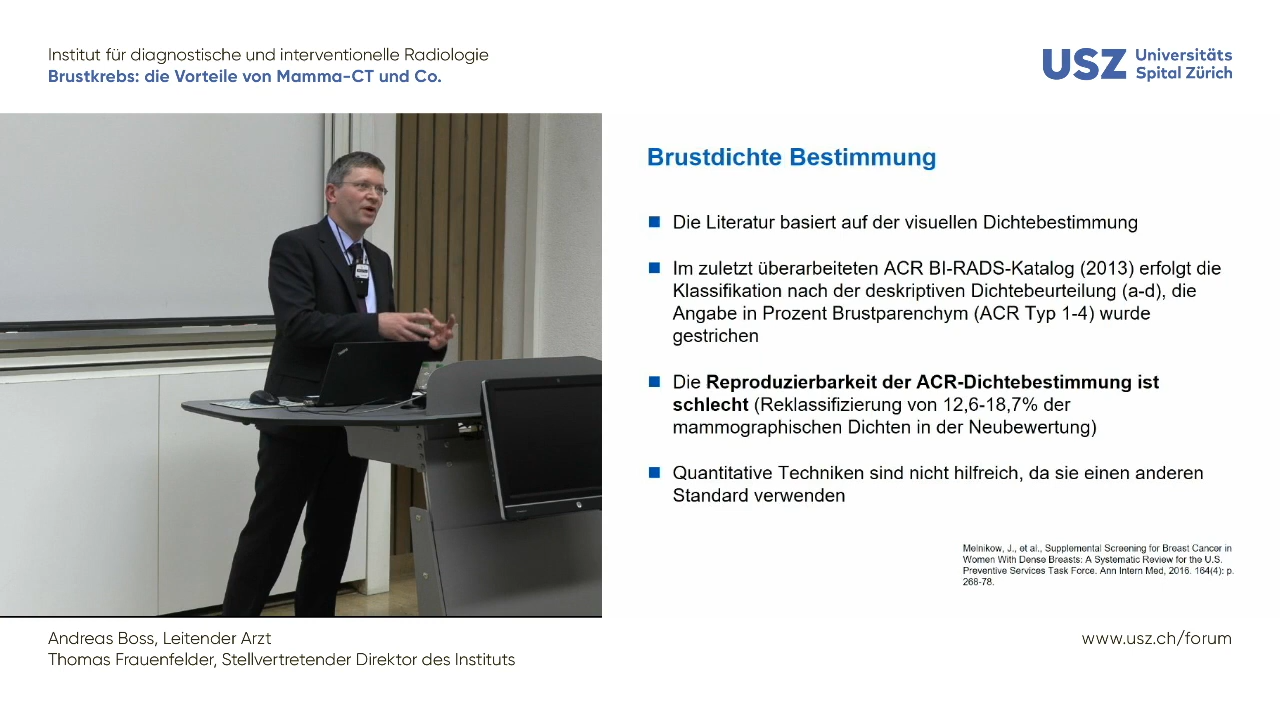 Institut für diagnostische und interventionelle Radiologie
Brustkrebs: die Vorteile von Mamma-CT und Co.
USZ Universitäts
Spital Zürich
Brustdichte Bestimmung
Die Literatur basiert auf der visuellen Dichtebestimmung
Im zuletzt überarbeiteten ACR BI-RADS-Katalog (2013) erfolgt die
Klassifikation nach der deskriptiven Dichtebeurteilung (a-d), die
Angabe in Prozent Brustparenchym (ACR Typ 1-4) wurde
gestrichen
Die Reproduzierbarkeit der ACR-Dichtebestimmung ist
schlecht (Reklassifizierung von 12,6-18,7% der
mammographischen Dichten in der Neubewertung)
Quantitative Techniken sind nicht hilfreich, da sie einen anderen
Standard verwenden
Melnikow, J., et al., Supplemental Screening for Breast Cancer in
Women With Dense Breasts: A Systematic Review for the U.S.
Preventive Services Task Force. Ann Intern Med, 2016. 164(4): p.
268-78.
Andreas Boss, Leitender Arzt
Thomas Frauenfelder, Stellvertretender Direktor des Instituts
www.usz.ch/forum